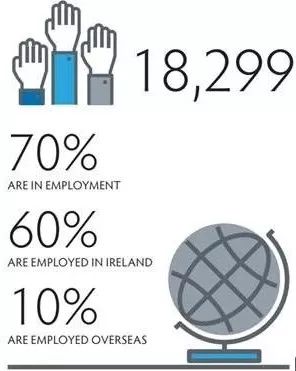 18,299
70%
ARE IN EMPLOYMENT
60%
ARE EMPLOYED IN IRELAND
10%
ARE EMPLOYED OVERSEAS